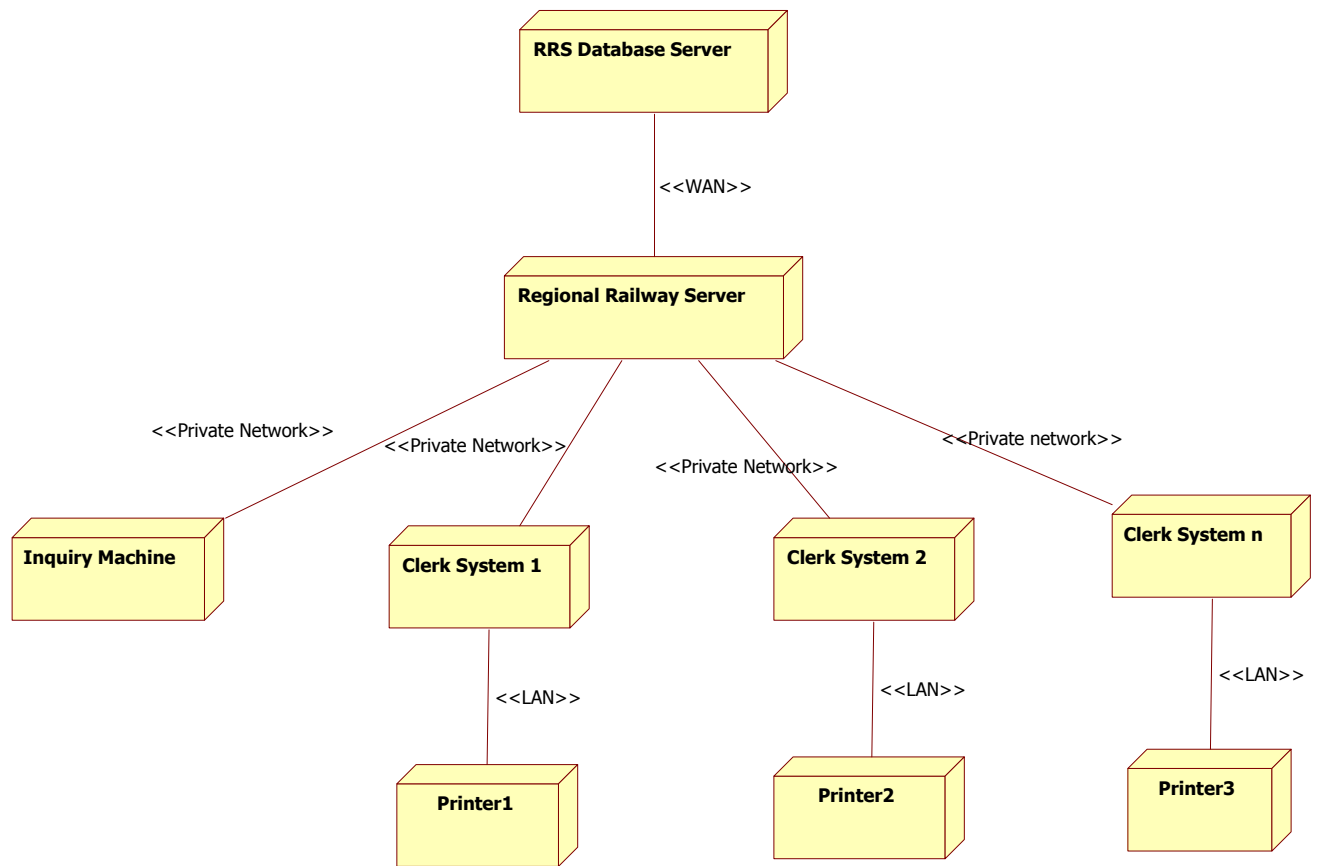 RRS Database Server
<<WAN>>
Regional Railway Server
<<Private Network>>
<<Private Network>>
<<Private Network>>
<<Private network>>
Inquiry Machine
Clerk System 1
Clerk System 2
Clerk System n
<<LAN>>
<<LAN>>
<<LAN>>
Printer1
Printer2
Printer3